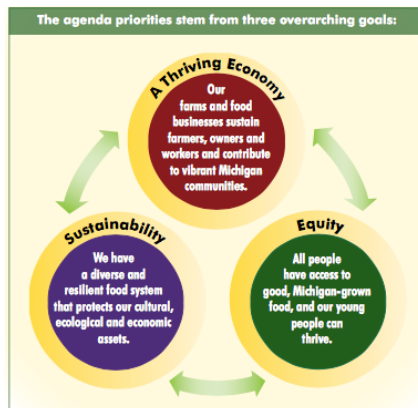 The agenda priorities stem from three overarching goals:
A Thriving Economy
Our
farms and food
businesses sustain
farmers, owners and
workers and contribute
to vibrant Michigan
communities.
Sustainability
We have
a diverse and
resilient food system
that protects our cultural,
ecological and economic
assets.
Equity
All people
have access to
good, Michigan-grown
food, and our young
people can
thrive.